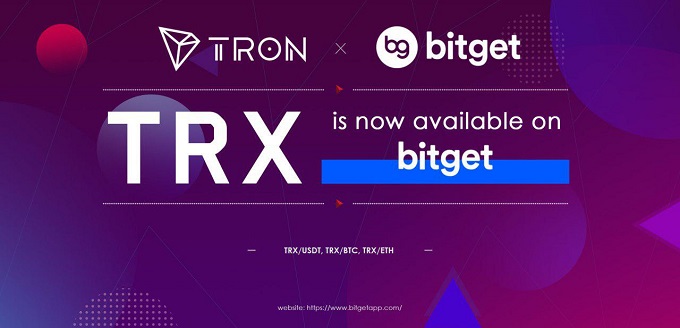 TRON × bg bitget
TRX
is now available on
bitget
— TRX/USDT, TRX/BTC, TRX/ETH —
website: https://www.bitgetapp.com/